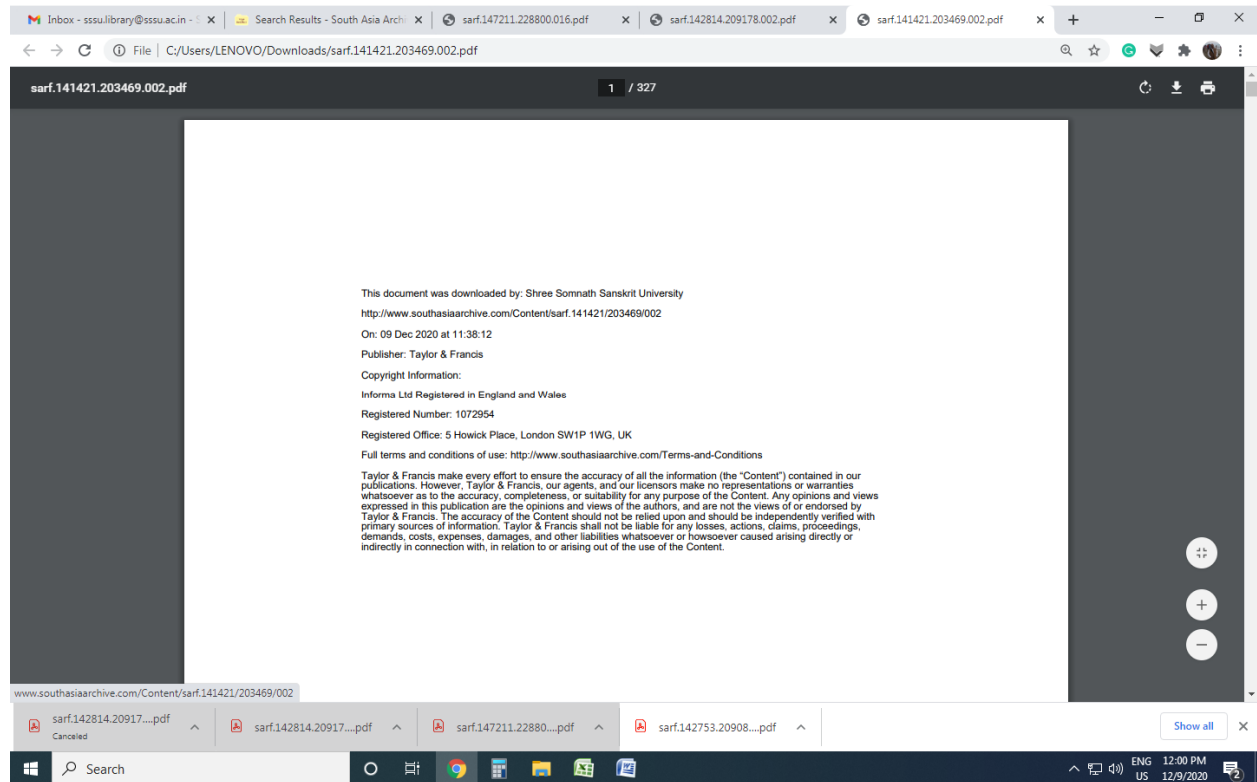 Inbox - sssu.library@sssu.ac.in - S
Search Results - South Asia Archi
sarf.147211.228800.016.pdf
sarf.142814.209178.002.pdf
sarf.141421.203469.002.pdf
File | C:/Users/LENOVO/Downloads/sarf.141421.203469.002.pdf
sarf.141421.203469.002.pdf
1 / 327
This document was downloaded by: Shree Somnath Sanskrit University
http://www.southasiaarchive.com/Content/sarf.141421/203469/002
On: 09 Dec 2020 at 11:38:12
Publisher: Taylor & Francis
Copyright Information:
Informa Ltd Registered in England and Wales
Registered Number: 1072954
Registered Office: 5 Howick Place, London SW1P 1WG, UK
Full terms and conditions of use: http://www.southasiaarchive.com/Terms-and-Conditions
Taylor & Francis make every effort to ensure the accuracy of all the information (the “Content”) contained in our
publications. However, Taylor & Francis, our agents, and our licensors make no representations or warranties
whatsoever as to the accuracy, completeness, or suitability for any purpose of the Content. Any opinions and views
expressed in this publication are the opinions and views of the authors, and are not the views of or endorsed by
Taylor & Francis. The accuracy of the Content should not be relied upon and should be independently verified with
primary sources of information. Taylor & Francis shall not be liable for any losses, actions, claims, proceedings,
demands, costs, expenses, damages, and other liabilities whatsoever or howsoever caused arising directly or
indirectly in connection with, in relation to or arising out of the use of the Content.
www.southasiaarchive.com/Content/sarf.141421/203469/002
sarf.142814.20917....pdf
Canceled
sarf.142814.20917....pdf
sarf.147211.22880....pdf
sarf.142753.20908....pdf
Show all
Search
ENG
US
12:00 PM
12/9/2020
2